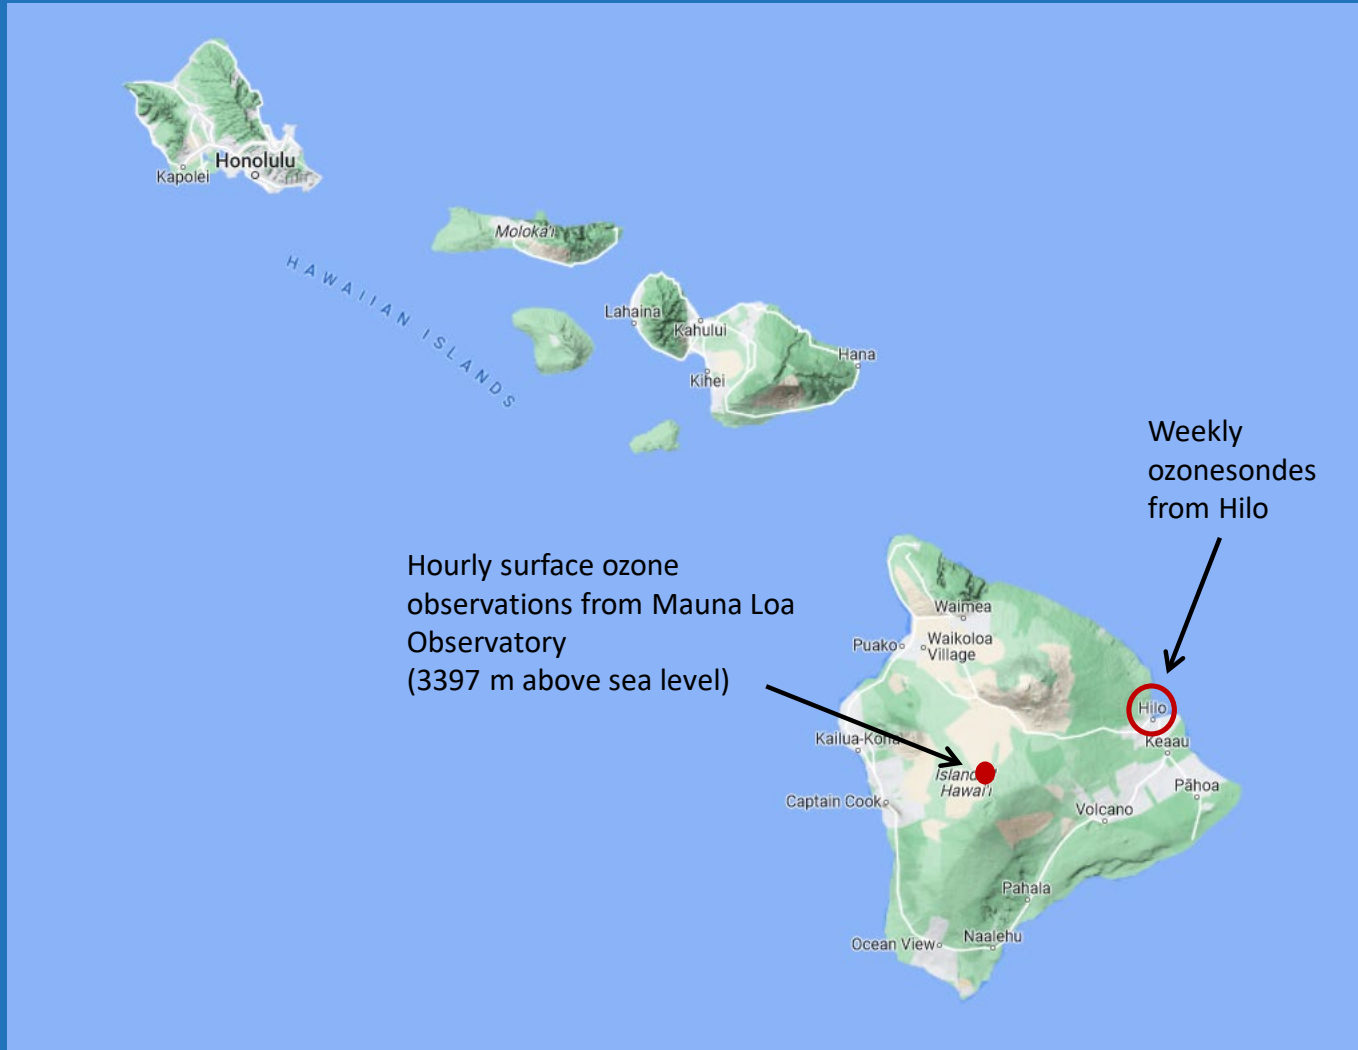 Honolulu
Kapolei
Moloka'i
HAWAIIAN ISLANDS
Lahaina
Kahului
Hana
Kihei
Weekly
ozonesondes
from Hilo
Hourly surface ozone
observations from Mauna Loa
Observatory
(3397 m above sea level)
Waimea
Puako
Waikoloa
Village
Hilo
Kailua-Kona
Keaau
Island
Hawai'i
Pāhoa
Captain Cook
Volcano
Pahala
Ocean View
Naalehu